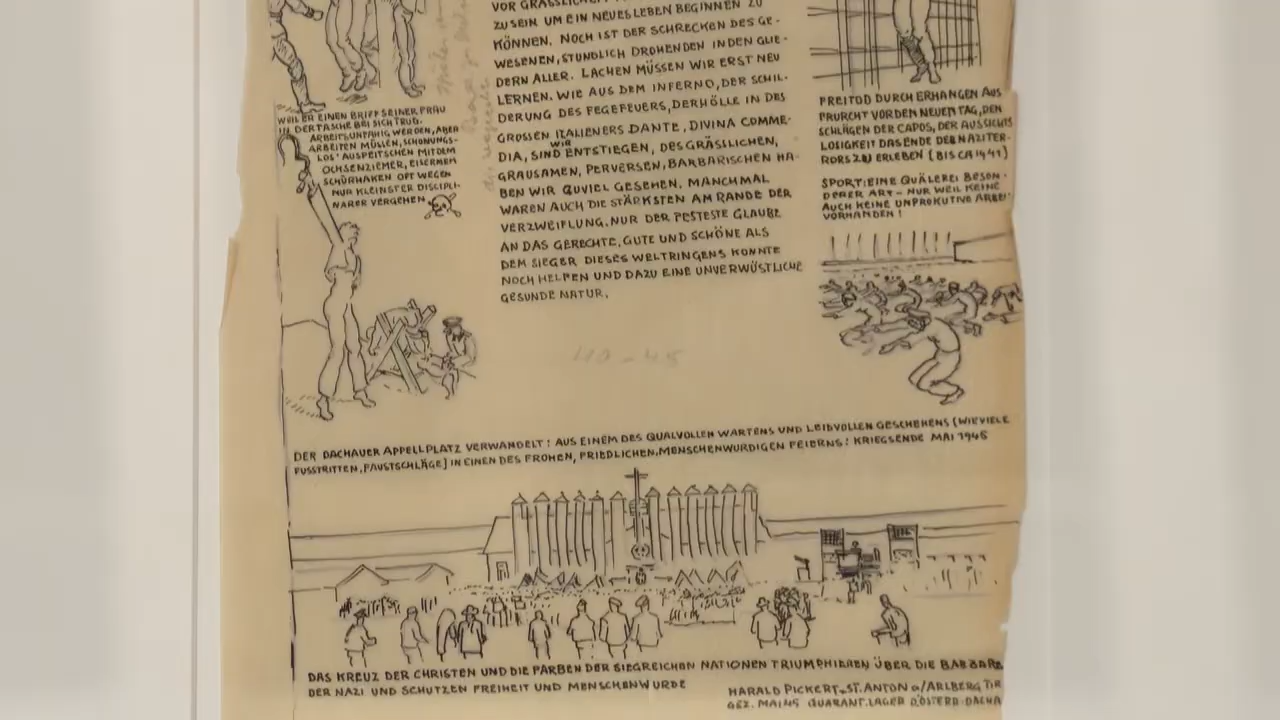 VOR GRÄSSLICHEM
ZU SEIN UM EIN NEUES LEBEN BEGINNEN ZU
KÖNNEN. NOCH IST DER SCHRECKEN DES GE-
WESENEN, STUNDLICH DROHENDEN IN DEN GLIE-
DERN ALLER. LACHEN MÜSSEN WIR ERST NEU
LERNEN. WIE AUS DEM INFERNO, DER SCHIL-
DERUNG DES FEGEFEUERS, DER HÖLLE IN DES
GROSSEN ITALIENERS DANTE, DIVINA COMME-
DIA, SIND WIR ENTSTIEGEN, DES GRÄSSLICHEN,
GRAUSAMEN, PERVERSEN, BARBARISCHEN HA-
BEN WIR ZUVIEL GESEHEN. MANCHMAL
WAREN AUCH DIE STÄRKSTEN AM RANDE DER
VERZWEIFLUNG. NUR DER FESTESTE GLAUBE
AN DAS GERECHTE, GUTE UND SCHÖNE ALS
DEM SIEGER DIESES WELTRINGENS KONNTE
NOCH HELFEN UND DAZU EINE UNVERWÜSTLICHE
GESUNDE NATUR.
WEIL ER EINEN BRIEF SEINER FRAU
IN DER TASCHE BEI SICH TRUG.
ARBEITSUNFÄHIG WERDEN, ABER
ARBEITEN MÜSSEN, SCHONUNGS-
LOS' AUSPEITSCHEN MIT DEM
OCHSENZIEMER, EISERNEM
SCHÜRHAKEN OFT WEGEN
NUR KLEINSTER DISCIPLI-
NARER VERGEHEN
FREITOD DURCH ERHÄNGEN AUS
FURCHT VOR DEN NEUEN TAG, DEN
SCHLÄGEN DER CAPOS, DER AUSSICHTS
LOSIGKEIT DAS ENDE DES NAZITER-
RORS ZU ERLEBEN (BIS CA 1941)
SPORT: EINE QUÄLEREI BESON-
DERER ART - NUR WEIL KEINE
AUCH KEINE UNPROKUTIVE ARBEI
VORHANDEN!
40-45
DER DACHAUER APPELLPLATZ VERWANDELT: AUS EINEM DES QUALVOLLEN WARTENS UND LEIDVOLLEN GESCHEHENS (WIEVIELE
FUSSTRITTEN, FAUSTSCHLÄGE) IN EINEN DES FROHEN, FRIEDLICHEN, MENSCHENWÜRDIGEN FEIERNS: KRIEGSENDE MAI 1945
DAS KREUZ DER CHRISTEN UND DIE FARBEN DER SIEGREICHEN NATIONEN TRIUMPHIEREN ÜBER DIE BARBARE
DER NAZI UND SCHÜTZEN FREIHEIT UND MENSCHENWÜRDE
HARALD PICKERT, ST. ANTON a/ARLBERG TIR
GEZ. MAI 45 QUARANT. LAGER D. ÖSTERR. DACHA